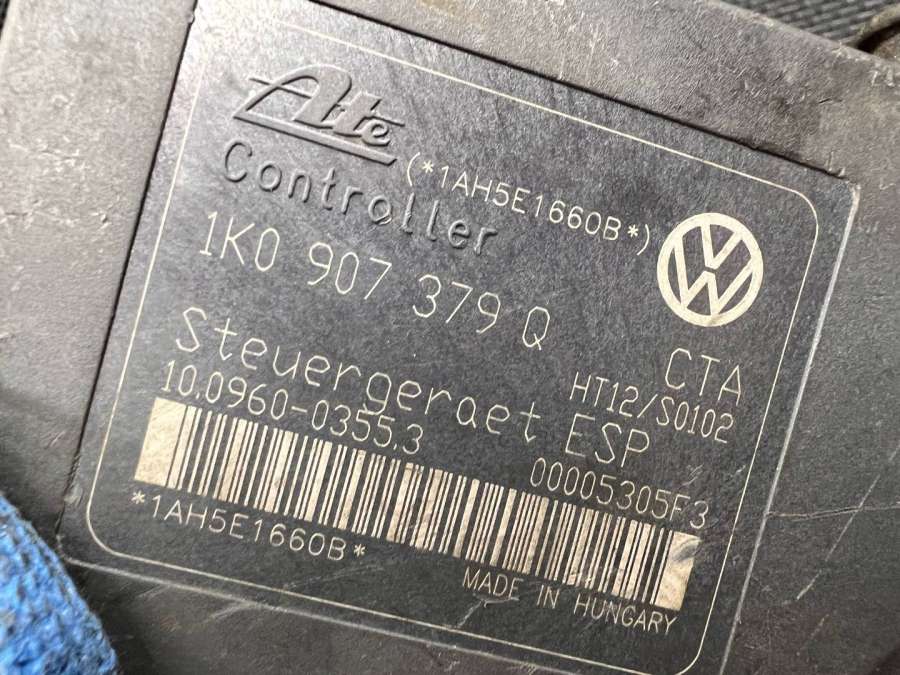 Ate
Controller
(*1AH5E1660B*)
1K0 907 379 Q
VW
CTA
HT12/S0102
Steuergeraet ESP
10.0960-0355.3
00005305F3
*1AH5E1660B*
MADE IN HUNGARY